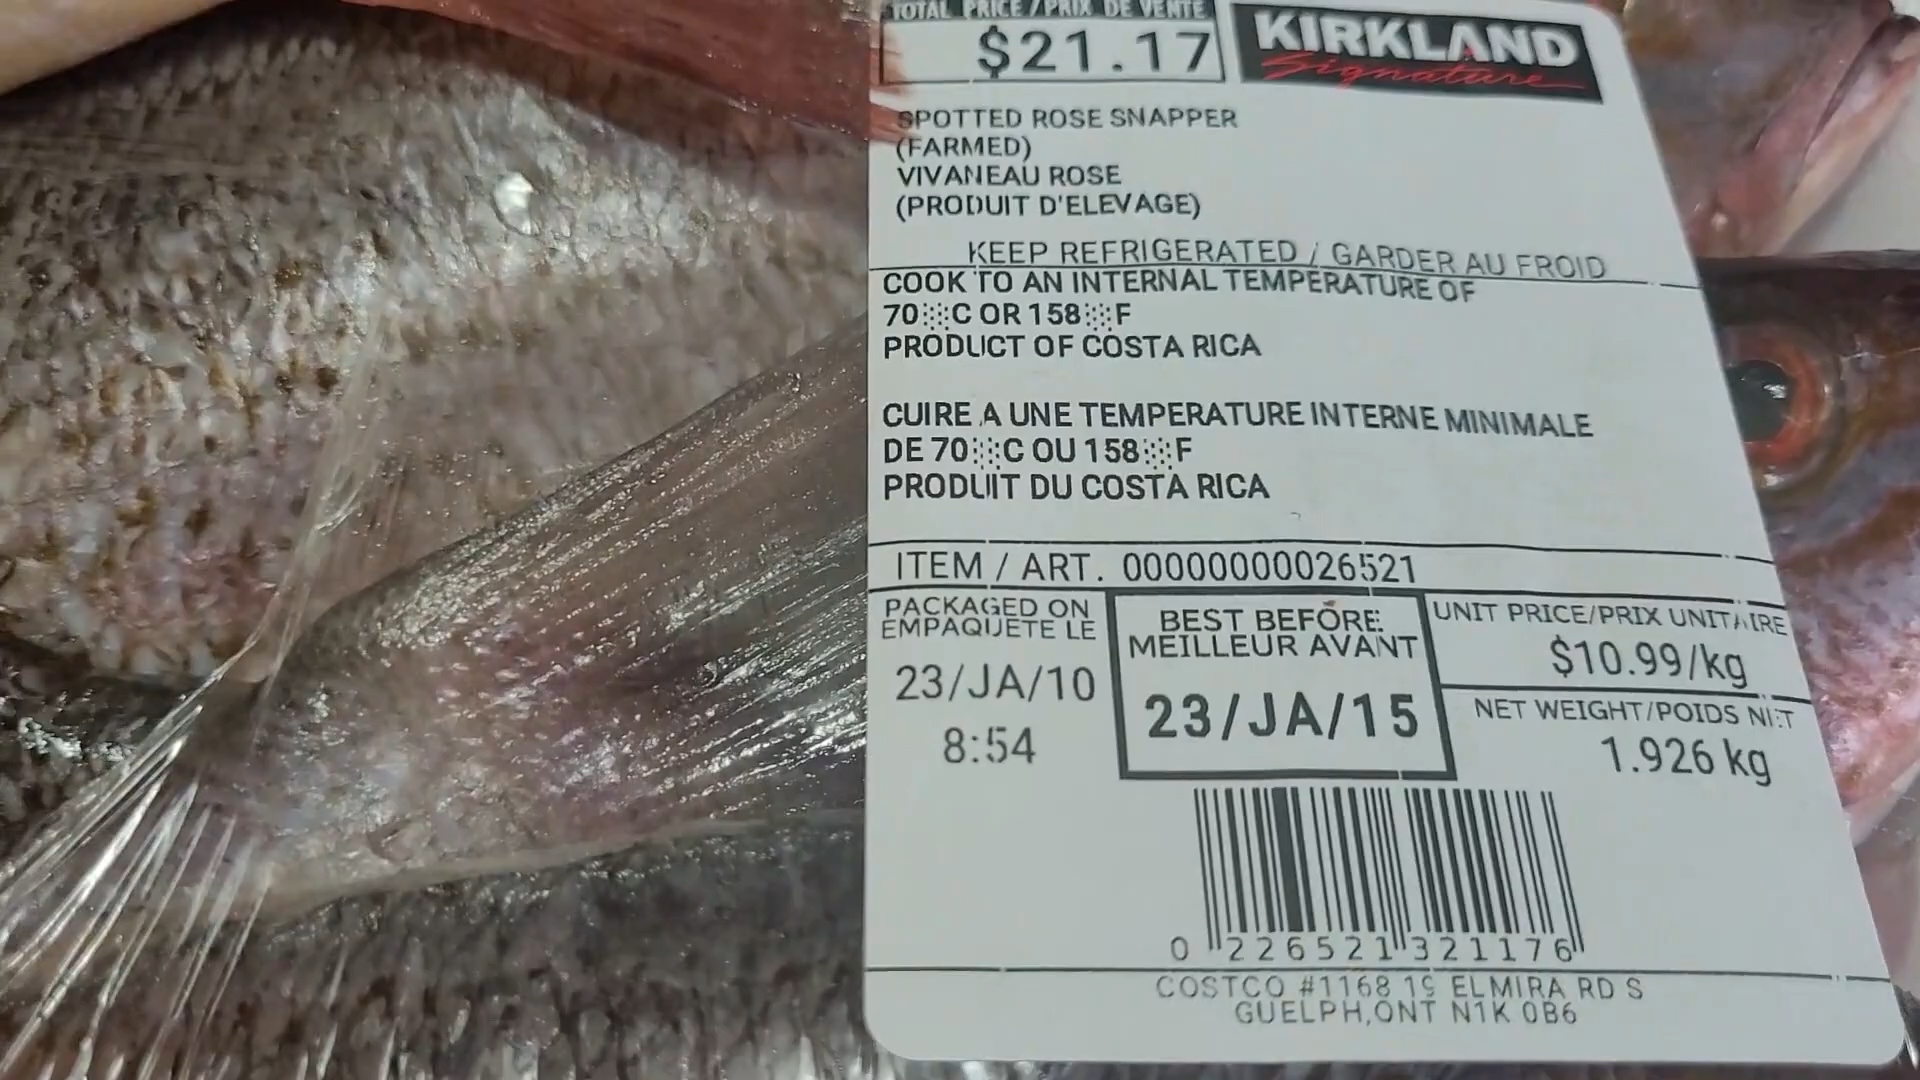 TOTAL PRICE / PRIX DE VENTE
$21.17
KIRKLAND
Signature
SPOTTED ROSE SNAPPER
(FARMED)
VIVANEAU ROSE
(PRODUIT D'ELEVAGE)
KEEP REFRIGERATED / GARDER AU FROID
COOK TO AN INTERNAL TEMPERATURE OF
70░C OR 158░F
PRODUCT OF COSTA RICA
CUIRE A UNE TEMPERATURE INTERNE MINIMALE
DE 70░C OU 158░F
PRODUIT DU COSTA RICA
ITEM / ART. 00000000026521
PACKAGED ON
EMPAQUETE LE
23/JA/10
8:54
BEST BEFORE
MEILLEUR AVANT
23/JA/15
UNIT PRICE/PRIX UNITAIRE
$10.99/kg
NET WEIGHT/POIDS NET
1.926 kg
0 226521 321176
COSTCO #1168 19 ELMIRA RD S
GUELPH,ONT N1K 0B6